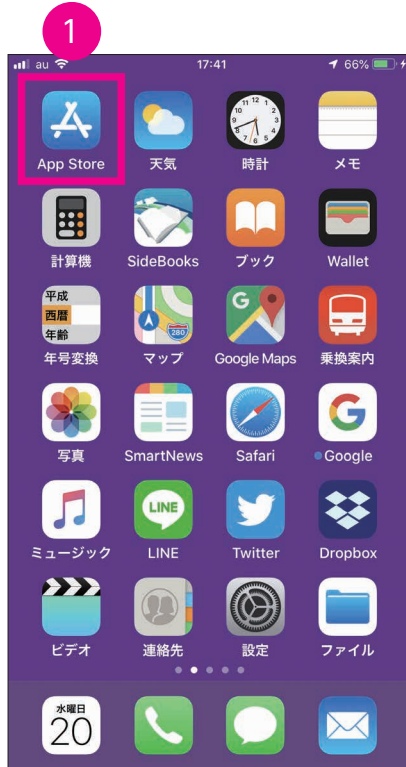 1
au 17:41 66%
App Store 天気 時計 メモ
計算機 SideBooks ブック Wallet
平成
西暦
年齢
280
G
年号変換 マップ Google Maps 乗換案内
G
写真 SmartNews Safari Google
LINE
ミュージック LINE Twitter Dropbox
ビデオ 連絡先 設定 ファイル
水曜日
20